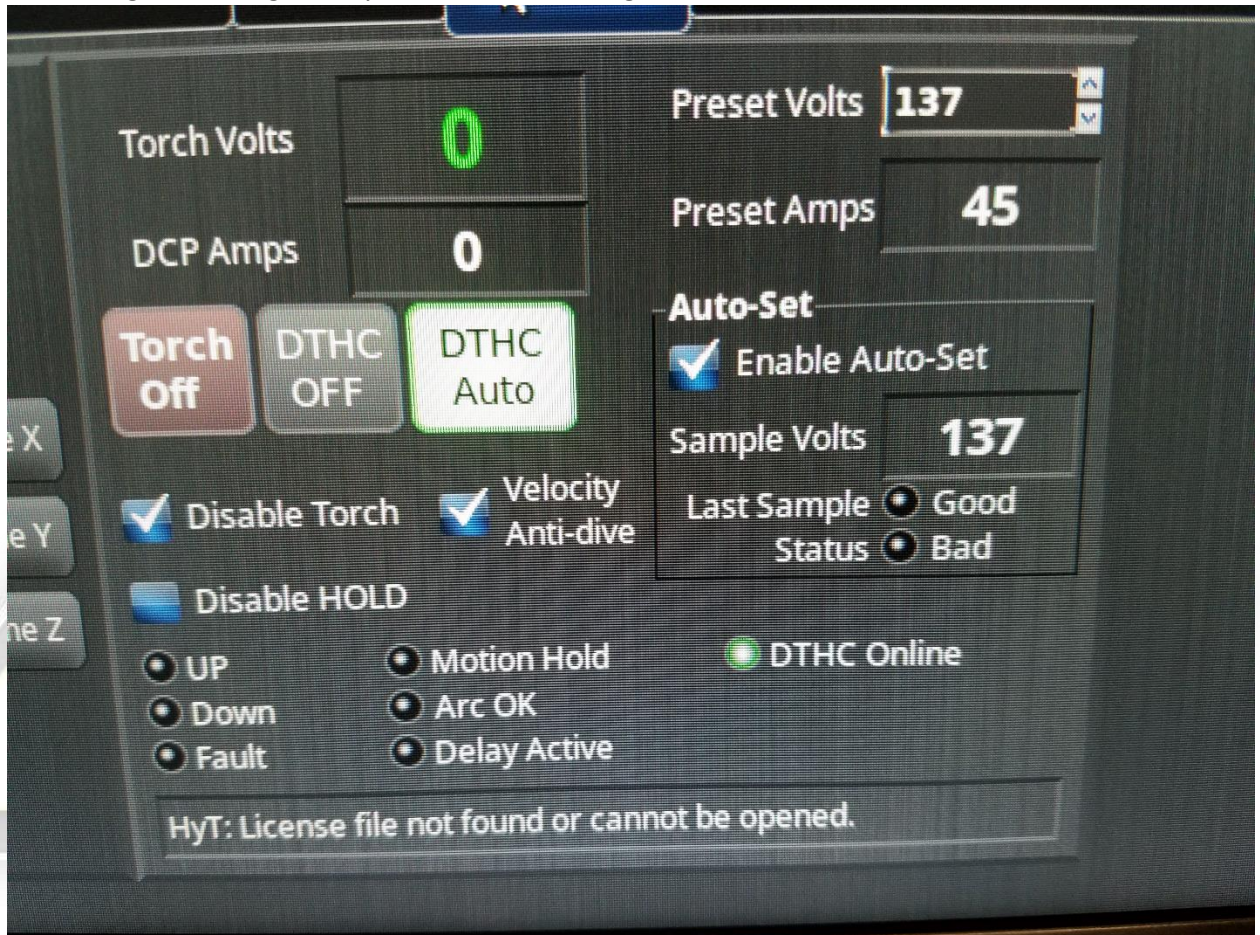 Torch Volts
0
Preset Volts
137
DCP Amps
0
Preset Amps
45
Torch
Off
DTHC
OFF
DTHC
Auto
Auto-Set
Enable Auto-Set
Sample Volts
137
Last Sample
Status
Good
Bad
Disable Torch
Velocity
Anti-dive
Disable HOLD
UP
Down
Fault
Motion Hold
Arc OK
Delay Active
DTHC Online
HyT: License file not found or cannot be opened.
e X
e Y
ne Z